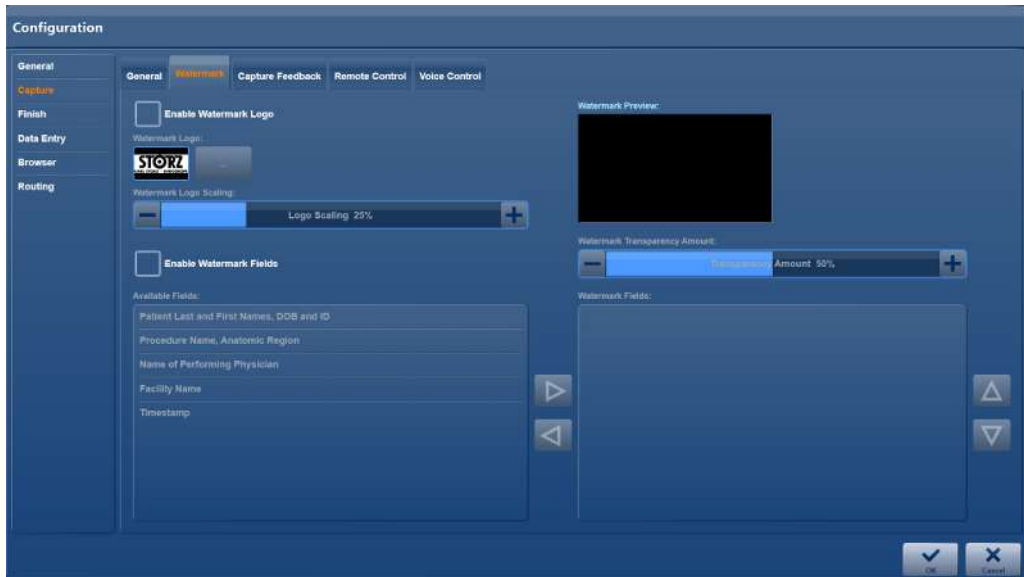 Configuration
General
Capture
Finish
Data Entry
Browser
Routing
General Watermark Capture Feedback Remote Control Voice Control
Enable Watermark Logo
Watermark Logo:
STORZ
KARL STORZ - ENDOSKOPE
...
Watermark Logo Scaling:
Logo Scaling 25%
Enable Watermark Fields
Available Fields:
Patient Last and First Names, DOB and ID
Procedure Name, Anatomic Region
Name of Performing Physician
Facility Name
Timestamp
Watermark Preview:
Watermark Transparency Amount:
Transparency Amount 50%
Watermark Fields:
OK
Cancel